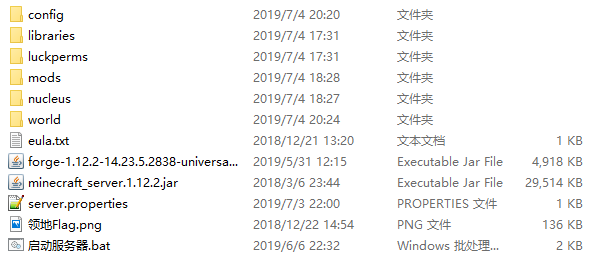 config 2019/7/4 20:20 文件夹
libraries 2019/7/4 17:31 文件夹
luckperms 2019/7/4 17:31 文件夹
mods 2019/7/4 18:28 文件夹
nucleus 2019/7/4 18:27 文件夹
world 2019/7/4 20:24 文件夹
eula.txt 2018/12/21 13:20 文本文档 1 KB
forge-1.12.2-14.23.5.2838-universa... 2019/5/31 12:15 Executable Jar File 4,918 KB
minecraft_server.1.12.2.jar 2018/3/6 23:44 Executable Jar File 29,514 KB
server.properties 2019/7/3 22:00 PROPERTIES 文件 1 KB
领地Flag.png 2018/12/22 14:54 PNG 文件 136 KB
启动服务器.bat 2019/6/6 22:32 Windows 批处理... 2 KB